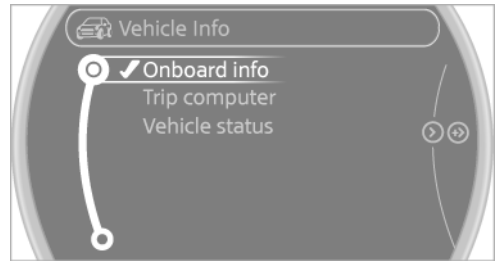 Vehicle Info
Onboard info
Trip computer
Vehicle status